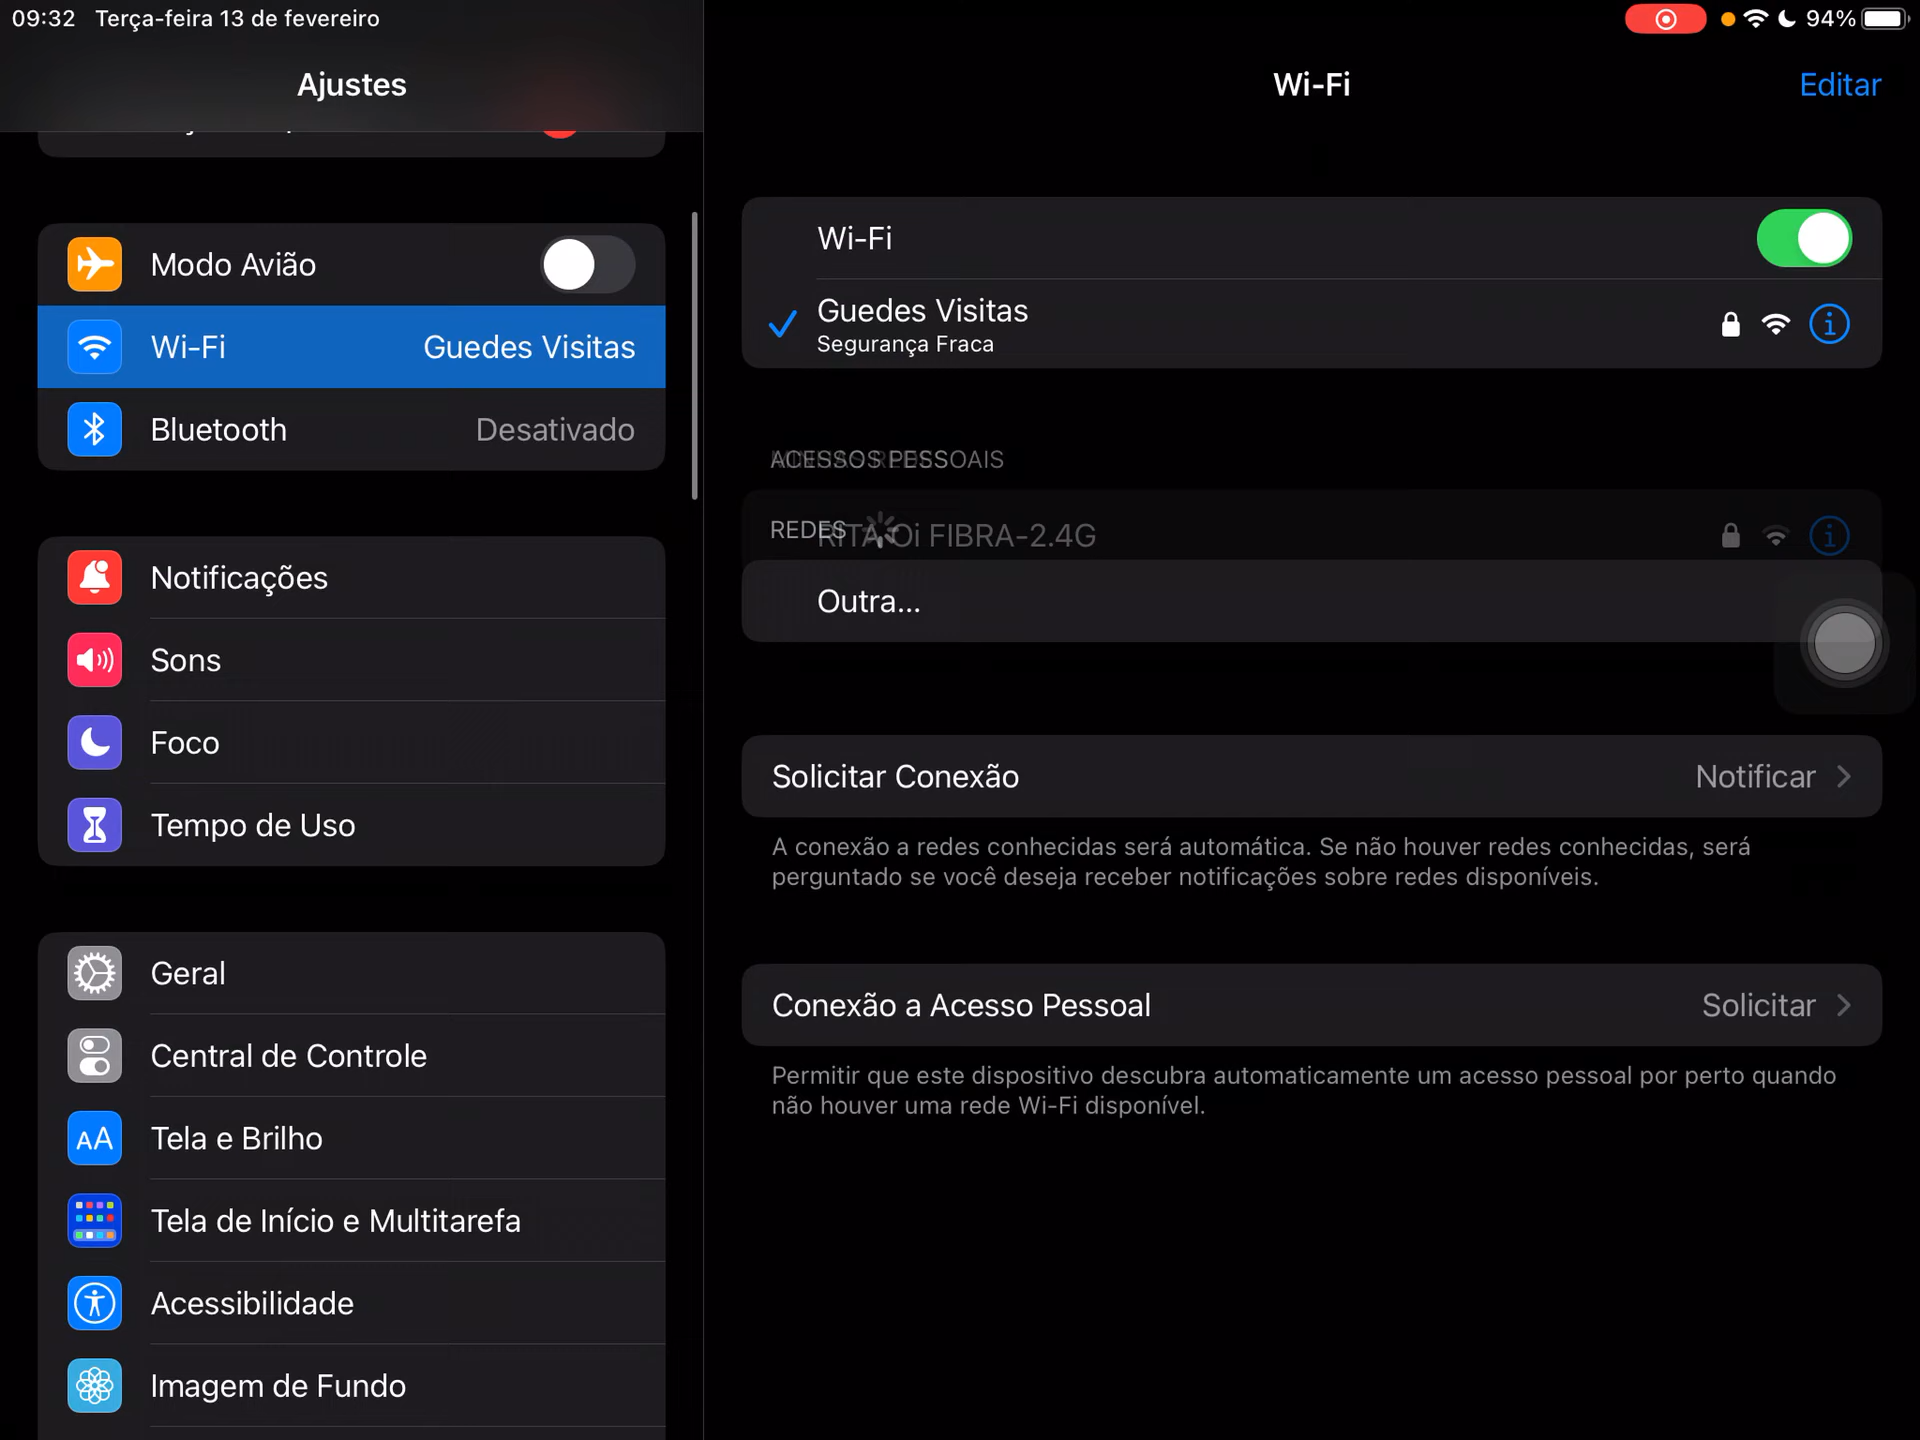 09:32 Terça-feira 13 de fevereiro
94%
Ajustes
Modo Avião
Wi-Fi Guedes Visitas
Bluetooth Desativado
Notificações
Sons
Foco
Tempo de Uso
Geral
Central de Controle
AA Tela e Brilho
Tela de Início e Multitarefa
Acessibilidade
Imagem de Fundo
Wi-Fi
Editar
Wi-Fi
Guedes Visitas
Segurança Fraca
ACESSOS PESSOAIS
REDES
RITA Oi FIBRA-2.4G
Outra...
Solicitar Conexão Notificar
A conexão a redes conhecidas será automática. Se não houver redes conhecidas, será
perguntado se você deseja receber notificações sobre redes disponíveis.
Conexão a Acesso Pessoal Solicitar
Permitir que este dispositivo descubra automaticamente um acesso pessoal por perto quando
não houver uma rede Wi-Fi disponível.